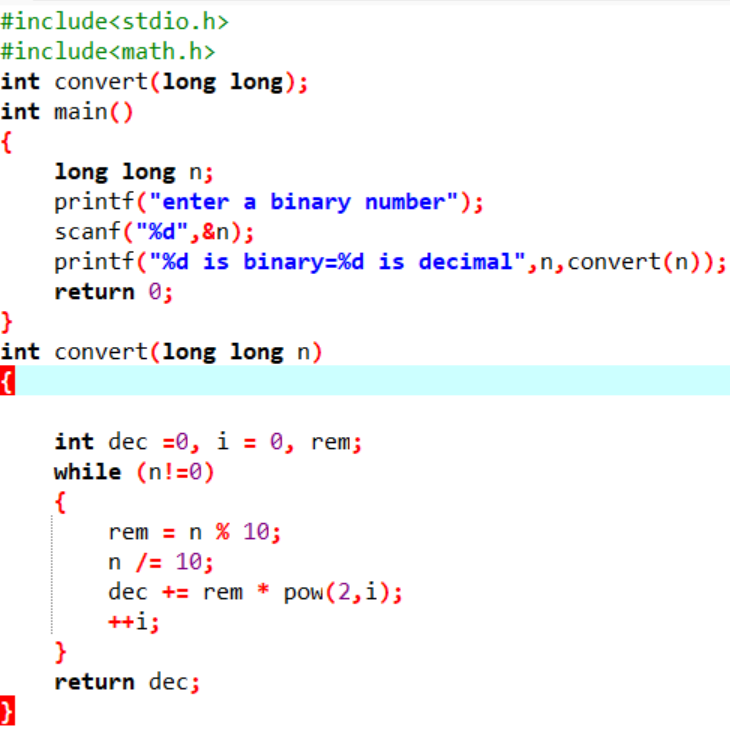 #include<stdio.h>
#include<math.h>
int convert(long long);
int main()
{
    long long n;
    printf("enter a binary number");
    scanf("%d",&n);
    printf("%d is binary=%d is decimal",n,convert(n));
    return 0;
}
int convert(long long n)
{
    int dec =0, i = 0, rem;
    while (n!=0)
    {
        rem = n % 10;
        n /= 10;
        dec += rem * pow(2,i);
        ++i;
    }
    return dec;
}